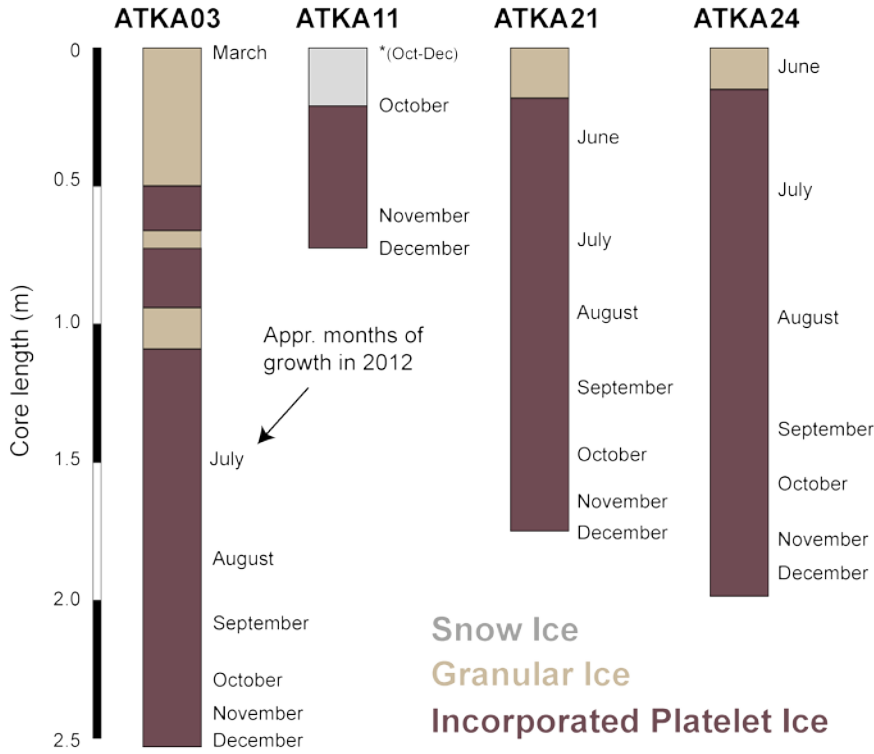 ATKA03
ATKA11
ATKA21
ATKA24
Core length (m)
0
0.5
1.0
1.5
2.0
2.5
March
July
August
September
October
November
December
Appr. months of
growth in 2012
*(Oct-Dec)
October
November
December
June
July
August
September
October
November
December
June
July
August
September
October
November
December
Snow Ice
Granular Ice
Incorporated Platelet Ice